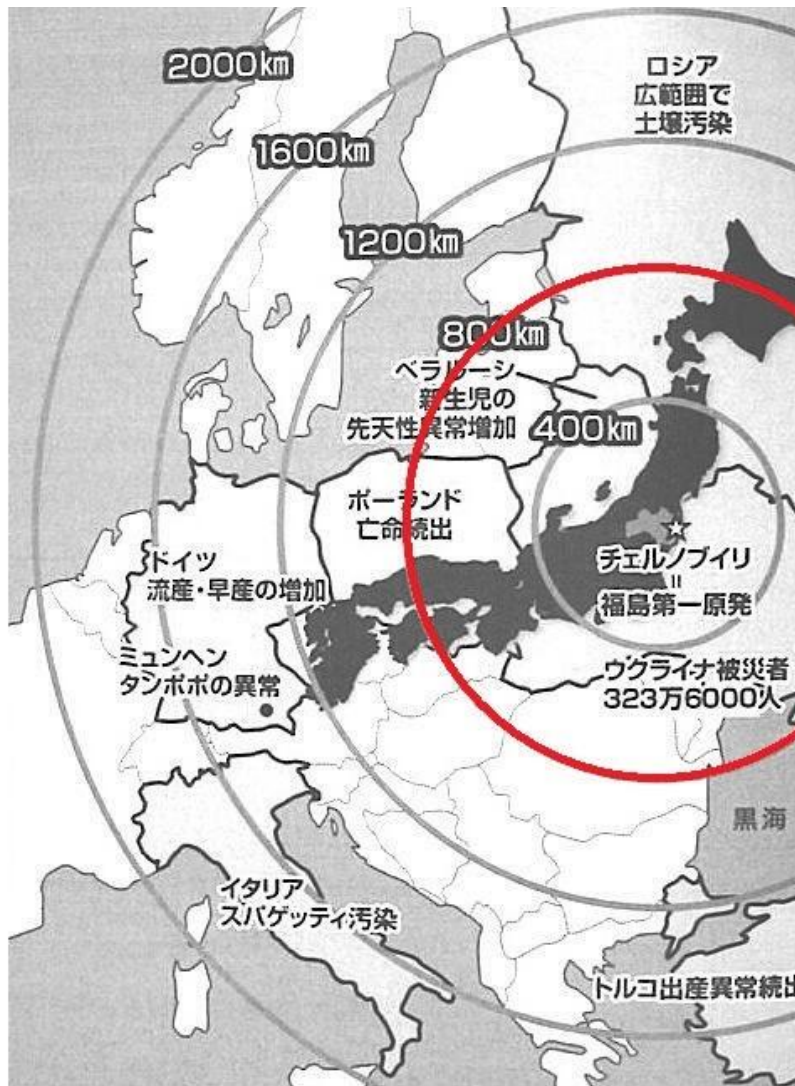 2000㎞
ロシア
広範囲で
土壌汚染
1600㎞
1200㎞
800㎞
ベラルーシ
新生児の
先天性異常増加
400㎞
ポーランド
亡命続出
ドイツ
流産・早産の増加
チェルノブイリ
=
福島第一原発
ミュンヘン
タンポポの異常
ウクライナ被災者
323万6000人
黒海
イタリア
スパゲッティ汚染
トルコ出産異常続出